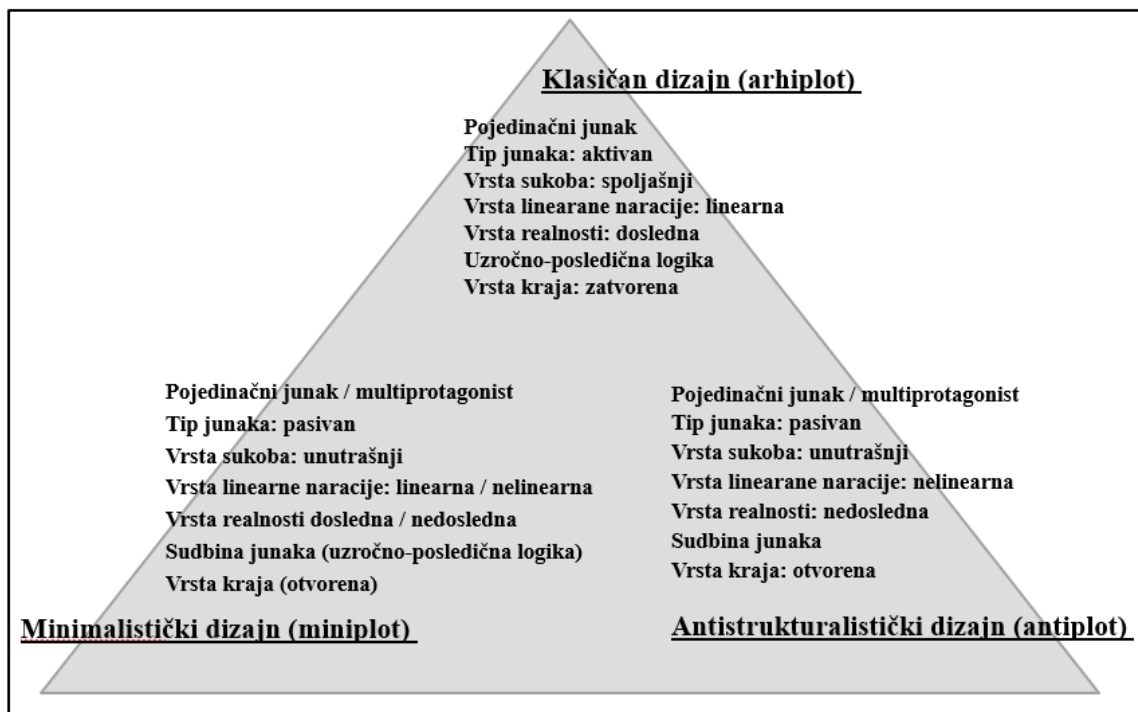 Klasičan dizajn (arhiplot)
Pojedinačni junak
Tip junaka: aktivan
Vrsta sukoba: spoljašnji
Vrsta linearane naracije: linearna
Vrsta realnosti: dosledna
Uzročno-posledična logika
Vrsta kraja: zatvorena
Pojedinačni junak / multiprotagonist
Tip junaka: pasivan
Vrsta sukoba: unutrašnji
Vrsta linearne naracije: linearna / nelinearna
Vrsta realnosti dosledna / nedosledna
Sudbina junaka (uzročno-posledična logika)
Vrsta kraja (otvorena)
Minimalistički dizajn (miniplot)
Pojedinačni junak / multiprotagonist
Tip junaka: pasivan
Vrsta sukoba: unutrašnji
Vrsta linearane naracije: nelinearna
Vrsta realnosti: nedosledna
Sudbina junaka
Vrsta kraja: otvorena
Antistrukturalistički dizajn (antiplot)